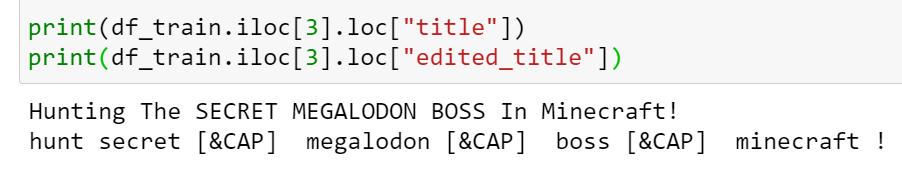 print(df_train.iloc[3].loc["title"])
print(df_train.iloc[3].loc["edited_title"])
Hunting The SECRET MEGALODON BOSS In Minecraft!
hunt secret [&CAP]  megalodon [&CAP]  boss [&CAP]  minecraft !